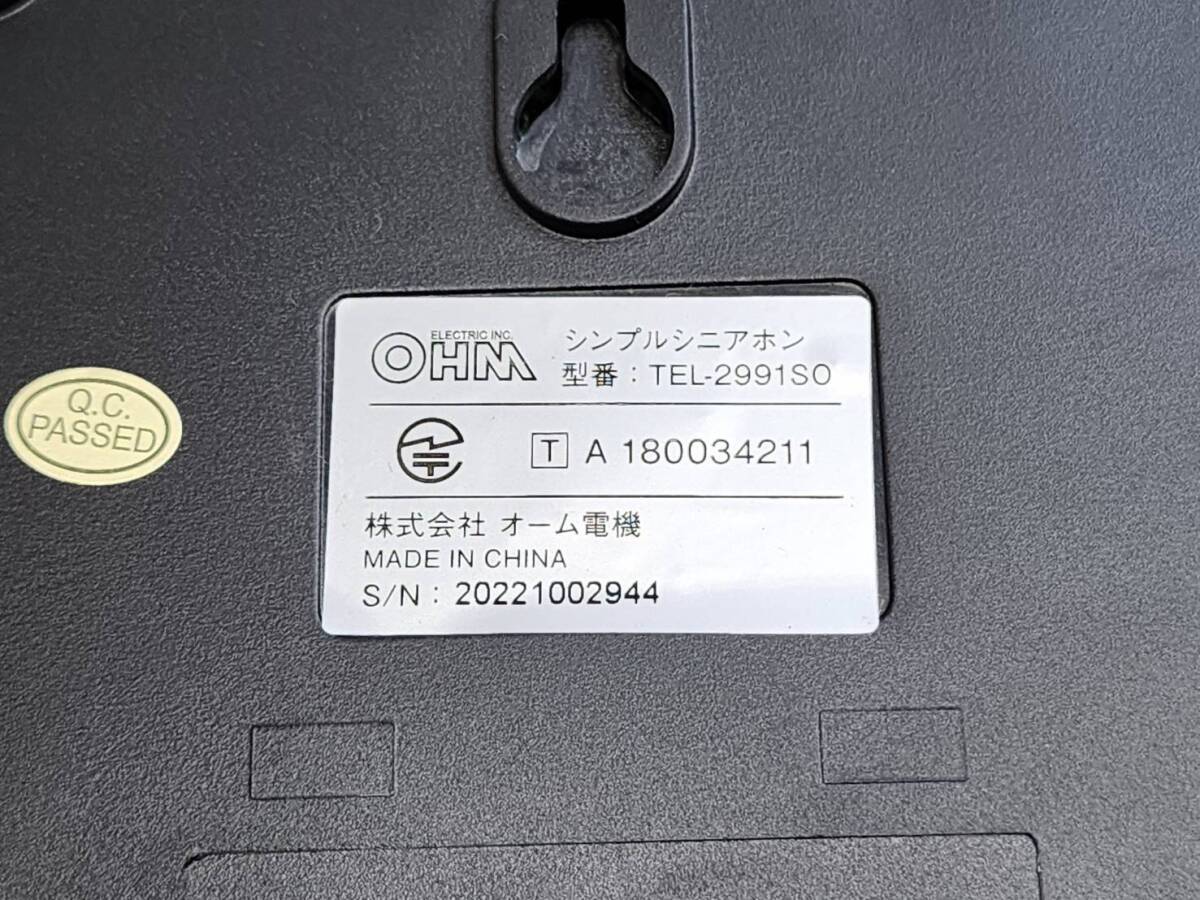 ELECTRIC INC.
OHM
シンプルシニアホン
型番：TEL-2991SO
T A 180034211
株式会社 オーム電機
MADE IN CHINA
S/N：20221002944
Q.C.
PASSED